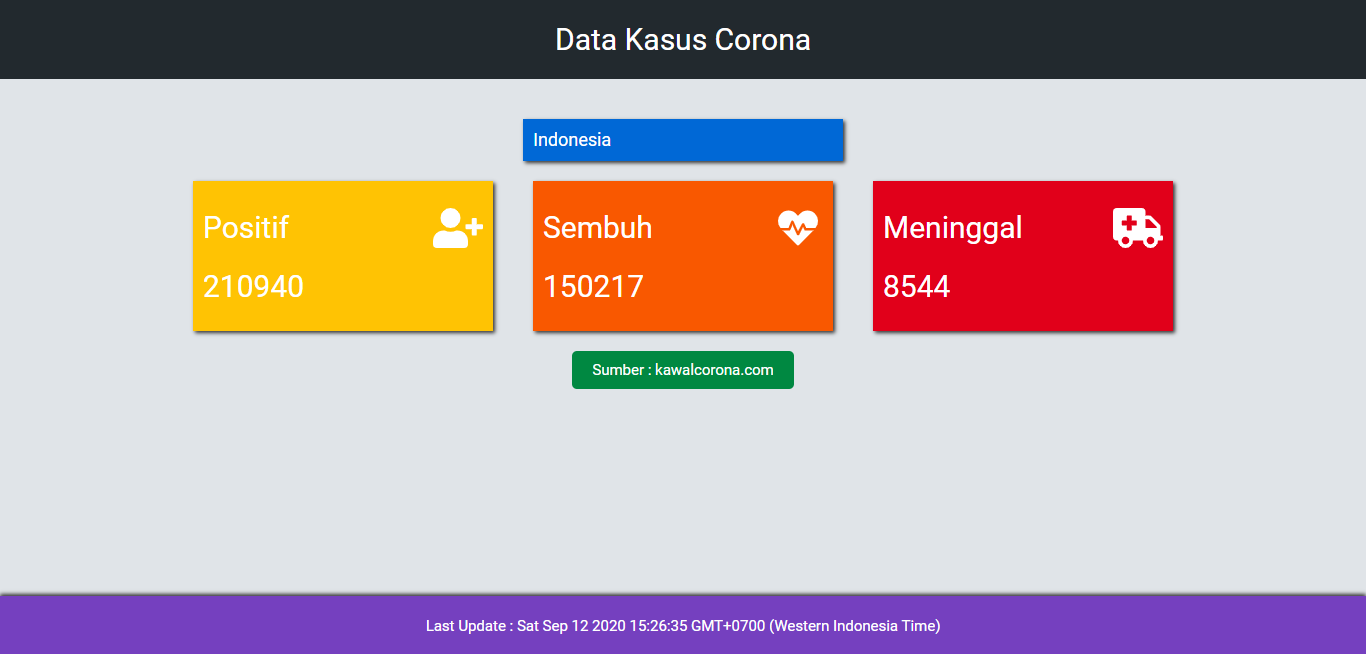 Data Kasus Corona
Indonesia
Positif
210940
Sembuh
150217
Meninggal
8544
Sumber : kawalcorona.com
Last Update : Sat Sep 12 2020 15:26:35 GMT+0700 (Western Indonesia Time)